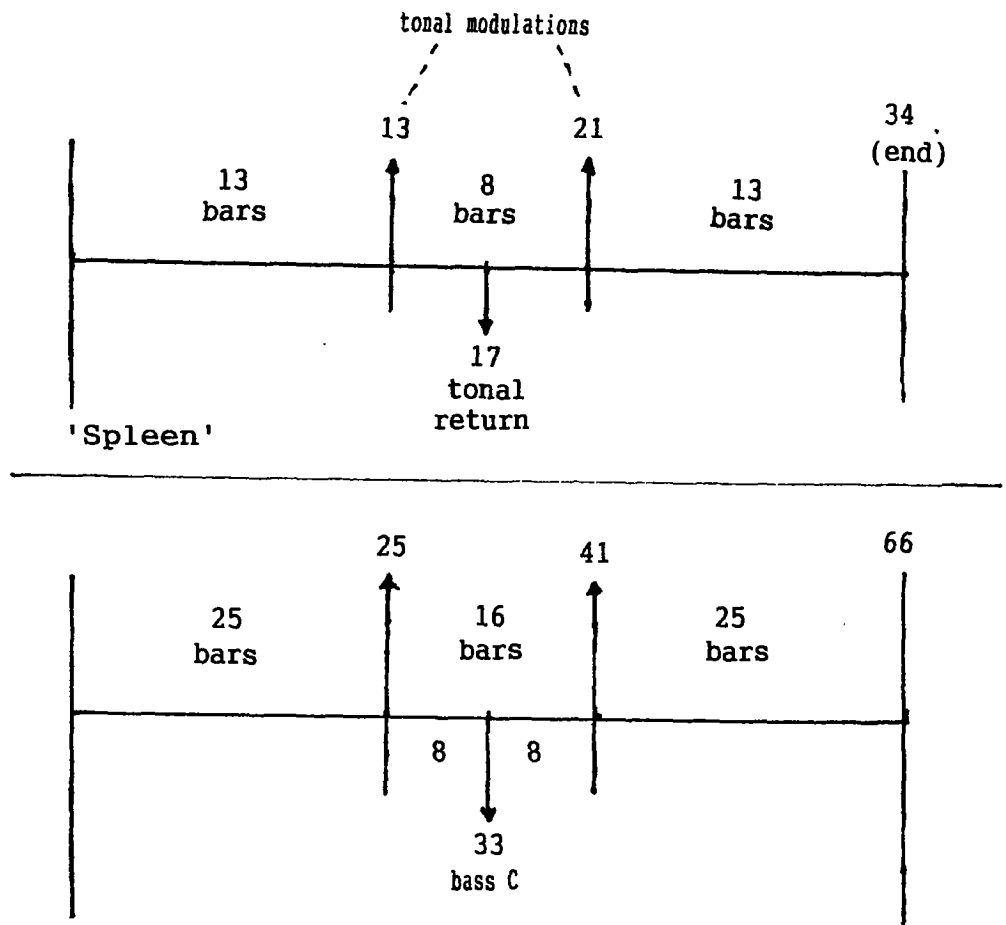 tonal modulations
13
21
34
(end)
13
bars
8
bars
13
bars
17
tonal
return
'Spleen'
25
41
66
25
bars
16
bars
25
bars
8
8
33
bass C